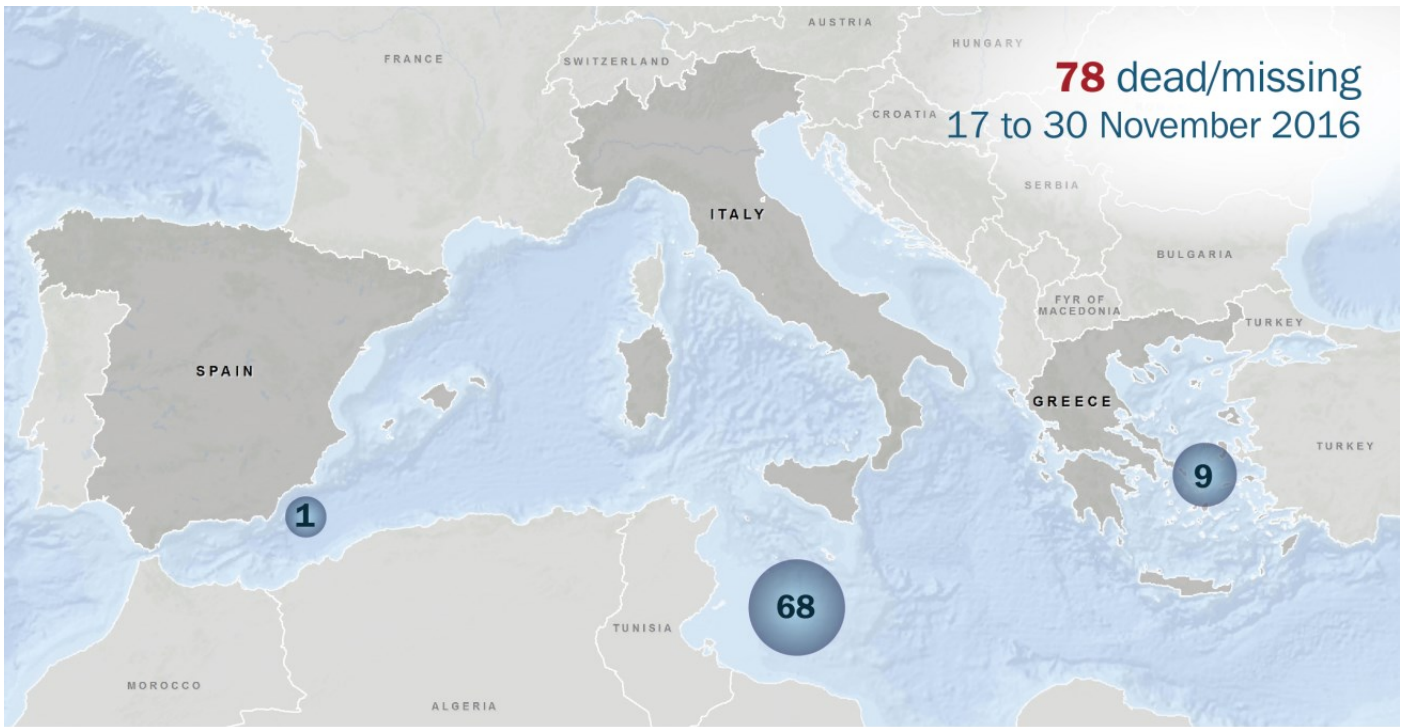 AUSTRIA
FRANCE
HUNGARY
SWITZERLAND
78 dead/missing
CROATIA
17 to 30 November 2016
SERBIA
ITALY
BULGARIA
FYR OF
MACEDONIA
TURKEY
SPAIN
GREECE
TURKEY
9
1
68
TUNISIA
MOROCCO
ALGERIA